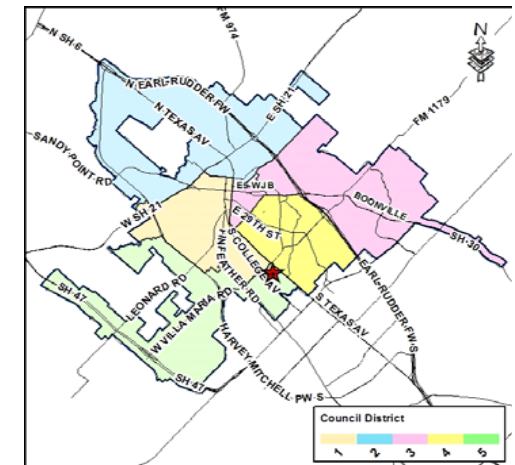 FM 974
N SH 6
N
N EARL RUDDER FW
E SH 21
N TEXAS AV
FM 1179
SANDY POINT RD
E S WJB
BOONVILLE
E 29TH ST
W SH 21
SH-30
S COLLEGE AV
FINFEATHER RD
LEONARD RD
SH-47
EARL-RUDDER-FW-S
S TEXAS AV
W VILLA MARIA RD
SH-47
HARVEY-MITCHELL-PW-S
Council District
1 2 3 4 5